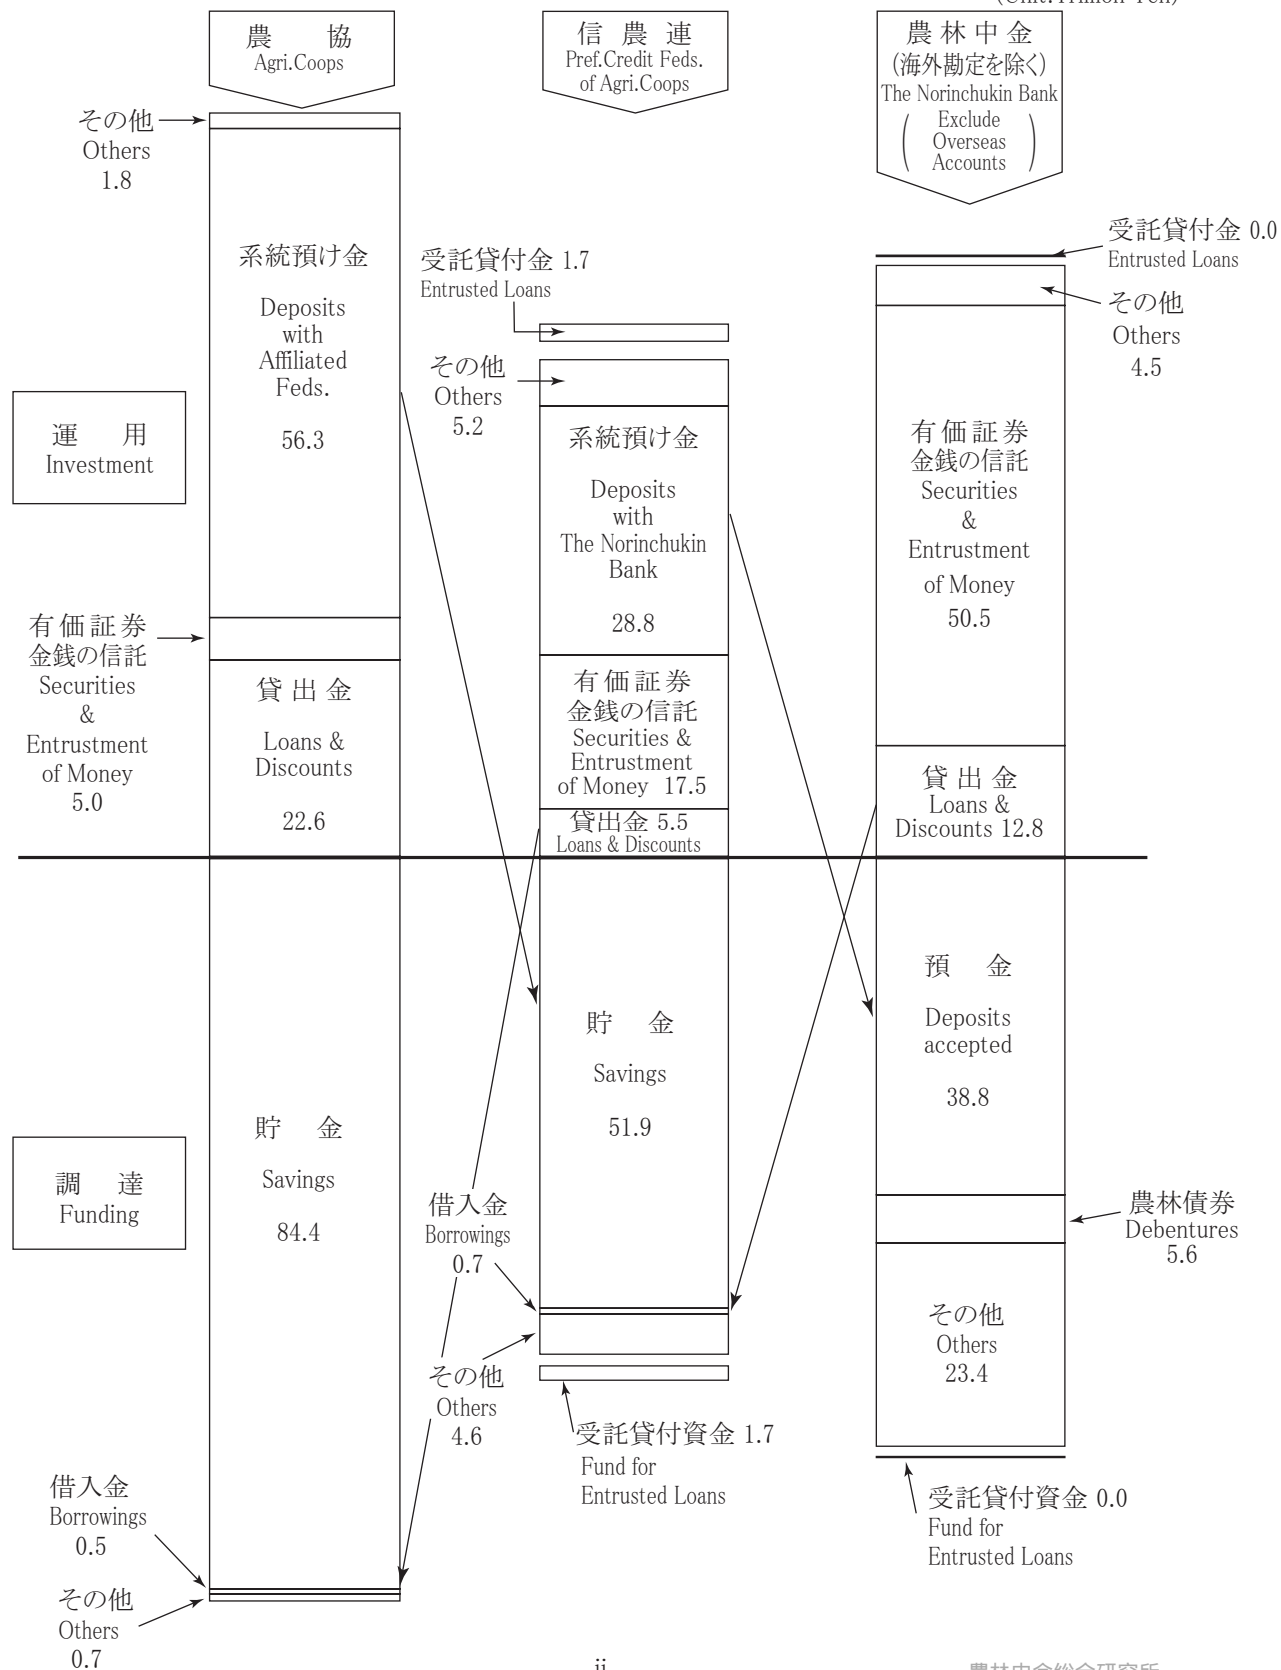 (Unit:Trillion Yen)
農 協
Agri.Coops
信 農 連
Pref.Credit Feds.
of Agri.Coops
農 林 中 金
(海外勘定を除く)
The Norinchukin Bank
Exclude
Overseas
Accounts
その他
Others
1.8
系統預け金
Deposits
with
Affiliated
Feds.
56.3
運 用
Investment
有価証券
金銭の信託
Securities
&
Entrustment
of Money
5.0
貸 出 金
Loans &
Discounts
22.6
受託貸付金 1.7
Entrusted Loans
その他
Others
5.2
系統預け金
Deposits
with
The Norinchukin
Bank
28.8
有価証券
金銭の信託
Securities &
Entrustment
of Money 17.5
貸出金 5.5
Loans & Discounts
受託貸付金 0.0
Entrusted Loans
その他
Others
4.5
有価証券
金銭の信託
Securities
&
Entrustment
of Money
50.5
貸 出 金
Loans &
Discounts 12.8
調 達
Funding
貯 金
Savings
84.4
借入金
Borrowings
0.5
その他
Others
0.7
貯 金
Savings
51.9
借入金
Borrowings
0.7
その他
Others
4.6
受託貸付資金 1.7
Fund for
Entrusted Loans
預 金
Deposits
accepted
38.8
農林債券
Debentures
5.6
その他
Others
23.4
受託貸付資金 0.0
Fund for
Entrusted Loans
ii
農林中金総合研究所